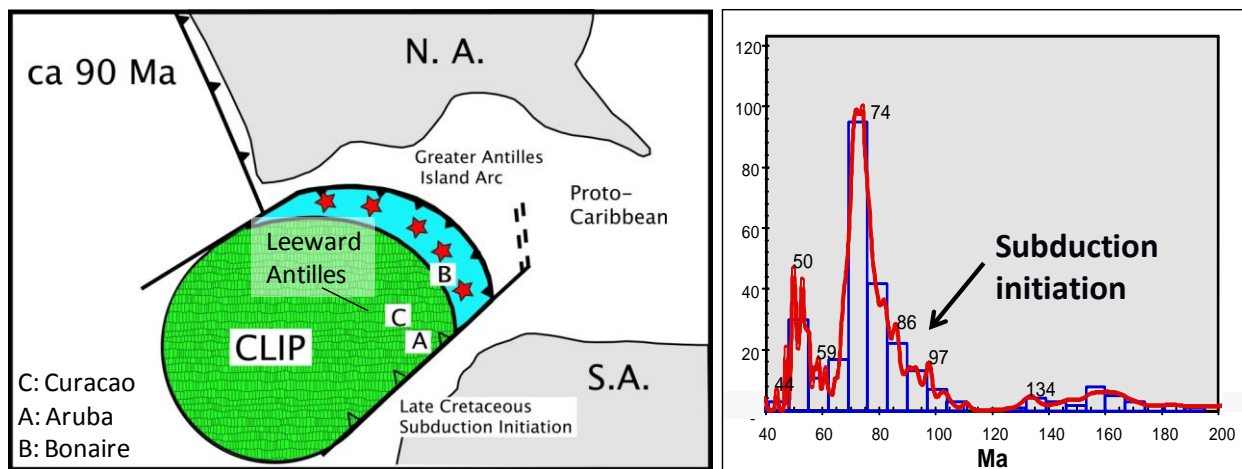 ca 90 Ma
N. A.
Greater Antilles
Island Arc
Proto-
Caribbean
Leeward
Antilles
B
C
A
CLIP
S.A.
Late Cretaceous
Subduction Initiation
C: Curacao
A: Aruba
B: Bonaire
120
100
80
60
40
20
-
74
50
59
44
86
97
134
Subduction
initiation
40 60 80 100 120 140 160 180 200
Ma